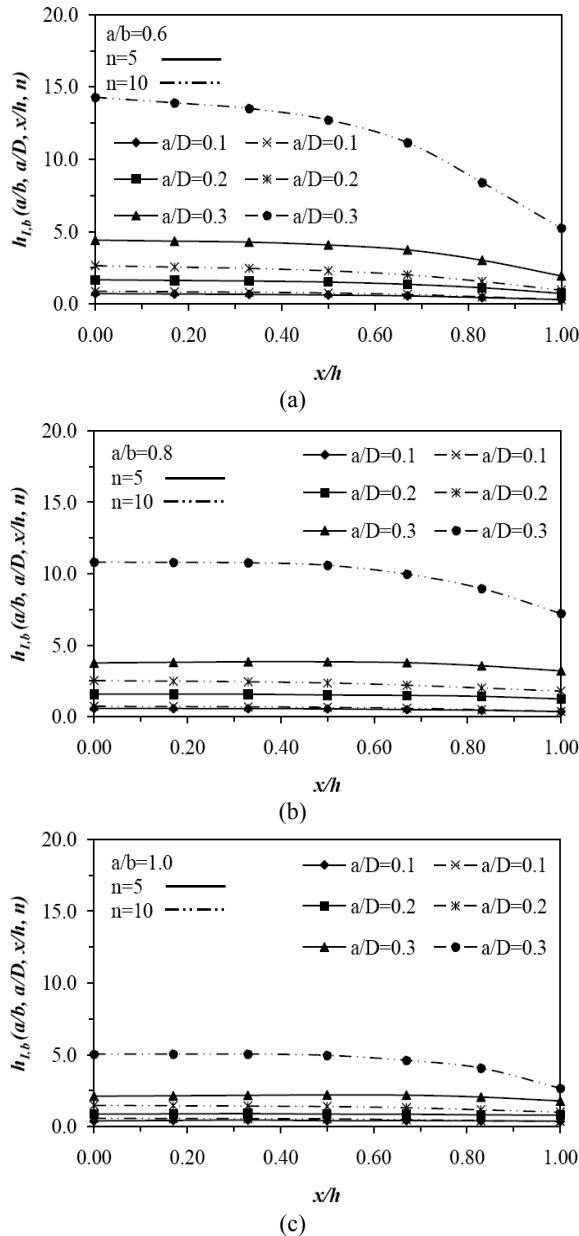 20.0
a/b=0.6
n=5
n=10
15.0
a/D=0.1 a/D=0.1
10.0
a/D=0.2 a/D=0.2
a/D=0.3 a/D=0.3
5.0
0.0
0.00 0.20 0.40 0.60 0.80 1.00
h1,b (a/b, a/D, x/h, n)
x/h
(a)
20.0
a/b=0.8 a/D=0.1 a/D=0.1
n=5
n=10
a/D=0.2 a/D=0.2
15.0
a/D=0.3 a/D=0.3
10.0
5.0
0.0
0.00 0.20 0.40 0.60 0.80 1.00
h1,b (a/b, a/D, x/h, n)
x/h
(b)
20.0
a/b=1.0 a/D=0.1 a/D=0.1
n=5
n=10
a/D=0.2 a/D=0.2
15.0
a/D=0.3 a/D=0.3
10.0
5.0
0.0
0.00 0.20 0.40 0.60 0.80 1.00
h1,b (a/b, a/D, x/h, n)
x/h
(c)